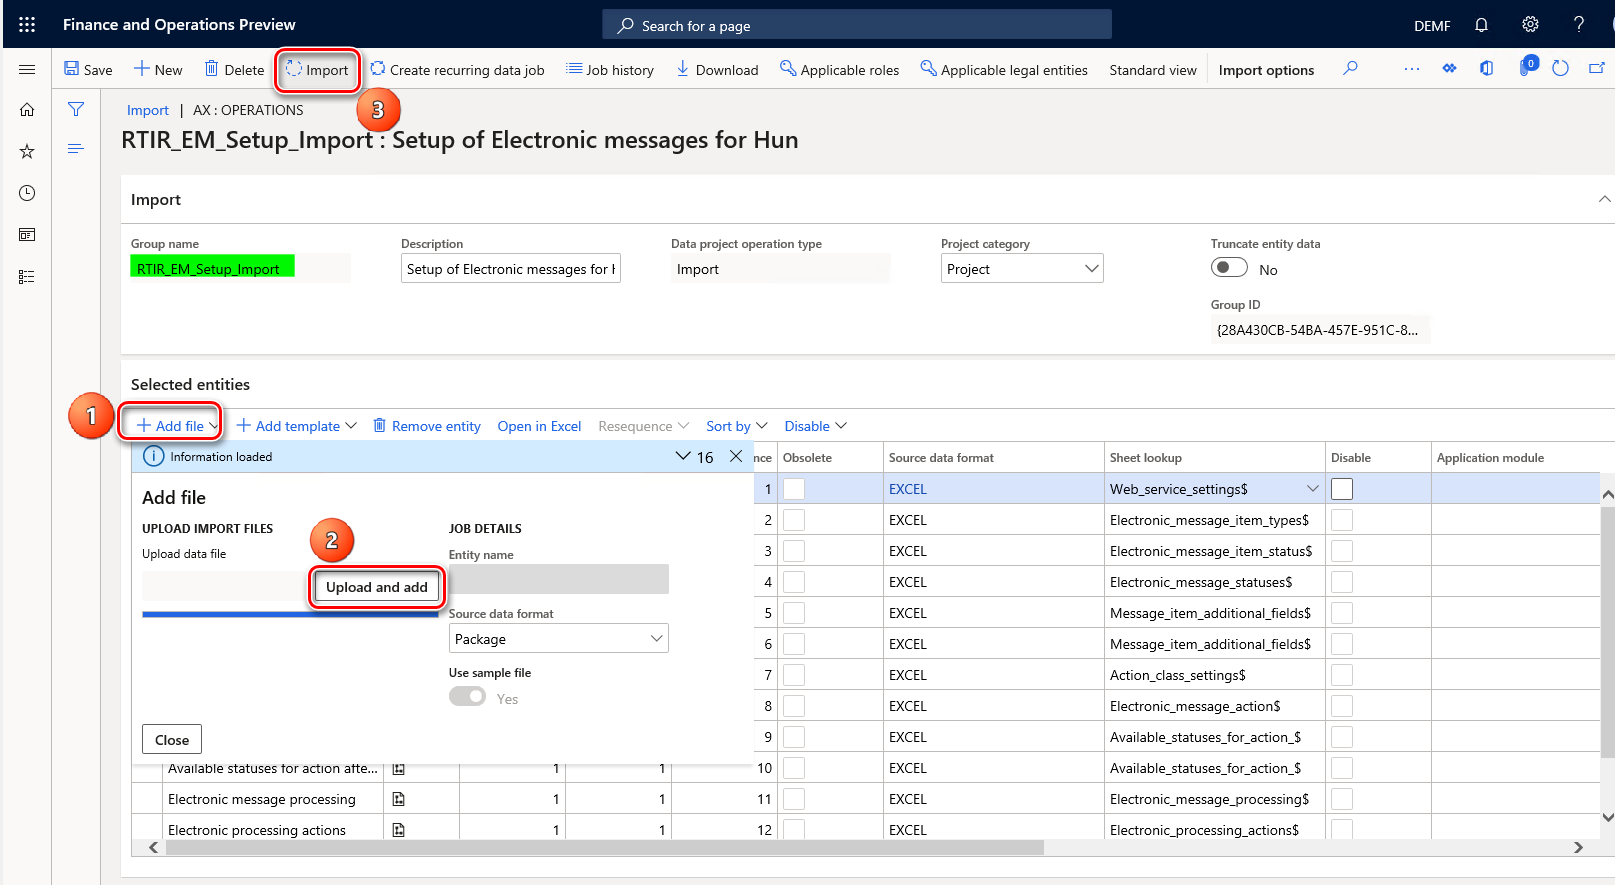 Finance and Operations Preview
Search for a page
DEMF
?
Save
New
Delete
Import
Create recurring data job
Job history
Download
Applicable roles
Applicable legal entities
Standard view
Import options
...
0
3
Import | AX : OPERATIONS
RTIR_EM_Setup_Import : Setup of Electronic messages for Hun
Import
Group name
RTIR_EM_Setup_Import
Description
Setup of Electronic messages for
Data project operation type
Import
Project category
Project
Truncate entity data
No
Group ID
{28A430CB-54BA-457E-951C-8...
Selected entities
1
Add file
Add template
Remove entity
Open in Excel
Resequence
Sort by
Disable
Information loaded
16
Add file
UPLOAD IMPORT FILES
Upload data file
2
Upload and add
JOB DETAILS
Entity name
Source data format
Package
Use sample file
Yes
Close
nce Obsolete Source data format Sheet lookup Disable Application module
1 EXCEL Web_service_settings$
2 EXCEL Electronic_message_item_types$
3 EXCEL Electronic_message_item_status$
4 EXCEL Electronic_message_statuses$
5 EXCEL Message_item_additional_fields$
6 EXCEL Message_item_additional_fields$
7 EXCEL Action_class_settings$
8 EXCEL Electronic_message_action$
9 EXCEL Available_statuses_for_action_$
Available statuses for action afte... 1 1 10 EXCEL Available_statuses_for_action_$
Electronic message processing 1 1 11 EXCEL Electronic_message_processing$
Electronic processing actions 1 1 12 EXCEL Electronic_processing_actions$